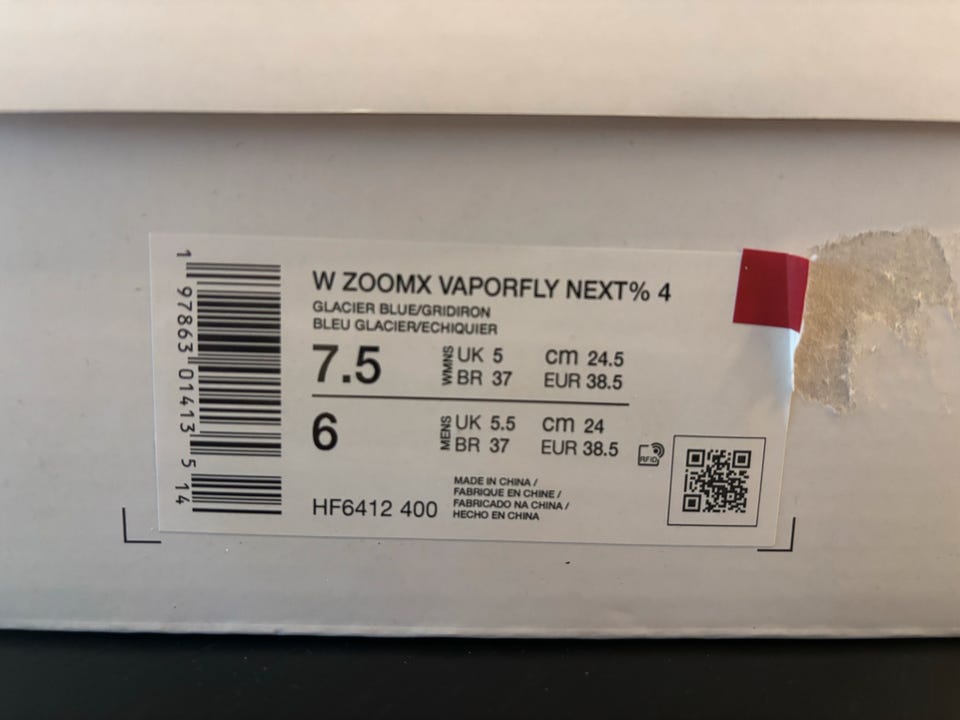 1 97863 01413 5 14
W ZOOMX VAPORFLY NEXT% 4
GLACIER BLUE/GRIDIRON
BLEU GLACIER/ECHIQUIER
7.5 WMNS UK 5 cm 24.5
BR 37 EUR 38.5
6 MENS UK 5.5 cm 24
BR 37 EUR 38.5
RFID
HF6412 400
MADE IN CHINA /
FABRIQUE EN CHINE /
FABRICADO NA CHINA /
HECHO EN CHINA